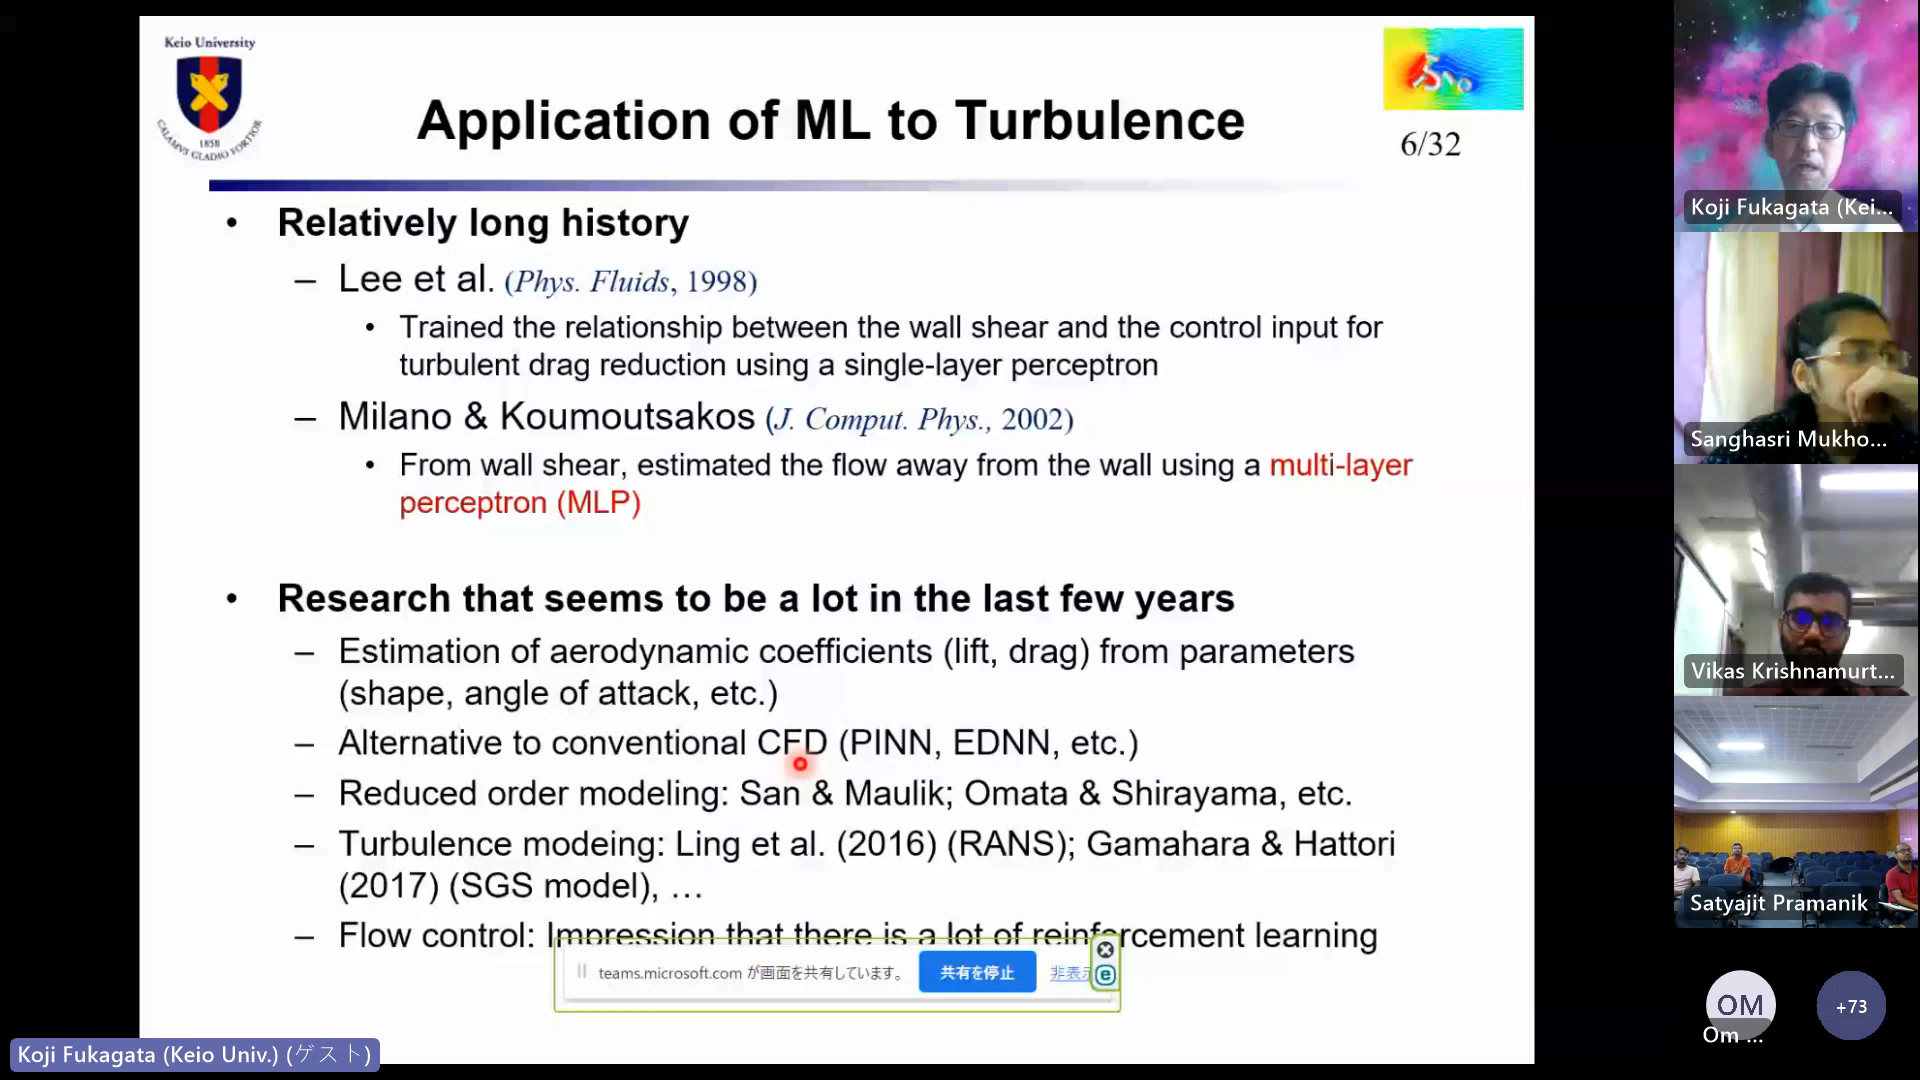 Keio University
1858
CALAMVS GLADIO FORTIOR
Application of ML to Turbulence
6/32
• Relatively long history
– Lee et al. (Phys. Fluids, 1998)
• Trained the relationship between the wall shear and the control input for
turbulent drag reduction using a single-layer perceptron
– Milano & Koumoutsakos (J. Comput. Phys., 2002)
• From wall shear, estimated the flow away from the wall using a multi-layer
perceptron (MLP)
• Research that seems to be a lot in the last few years
– Estimation of aerodynamic coefficients (lift, drag) from parameters
(shape, angle of attack, etc.)
– Alternative to conventional CFD (PINN, EDNN, etc.)
– Reduced order modeling: San & Maulik; Omata & Shirayama, etc.
– Turbulence modeing: Ling et al. (2016) (RANS); Gamahara & Hattori
(2017) (SGS model), …
– Flow control: Impression that there is a lot of reinforcement learning
teams.microsoft.com が画面を共有しています。 共有を停止 非表示
Koji Fukagata (Keio Univ.) (ゲスト)
Koji Fukagata (Kei...
Sanghasri Mukho...
Vikas Krishnamurt...
Satyajit Pramanik
OM
Om ...
+73